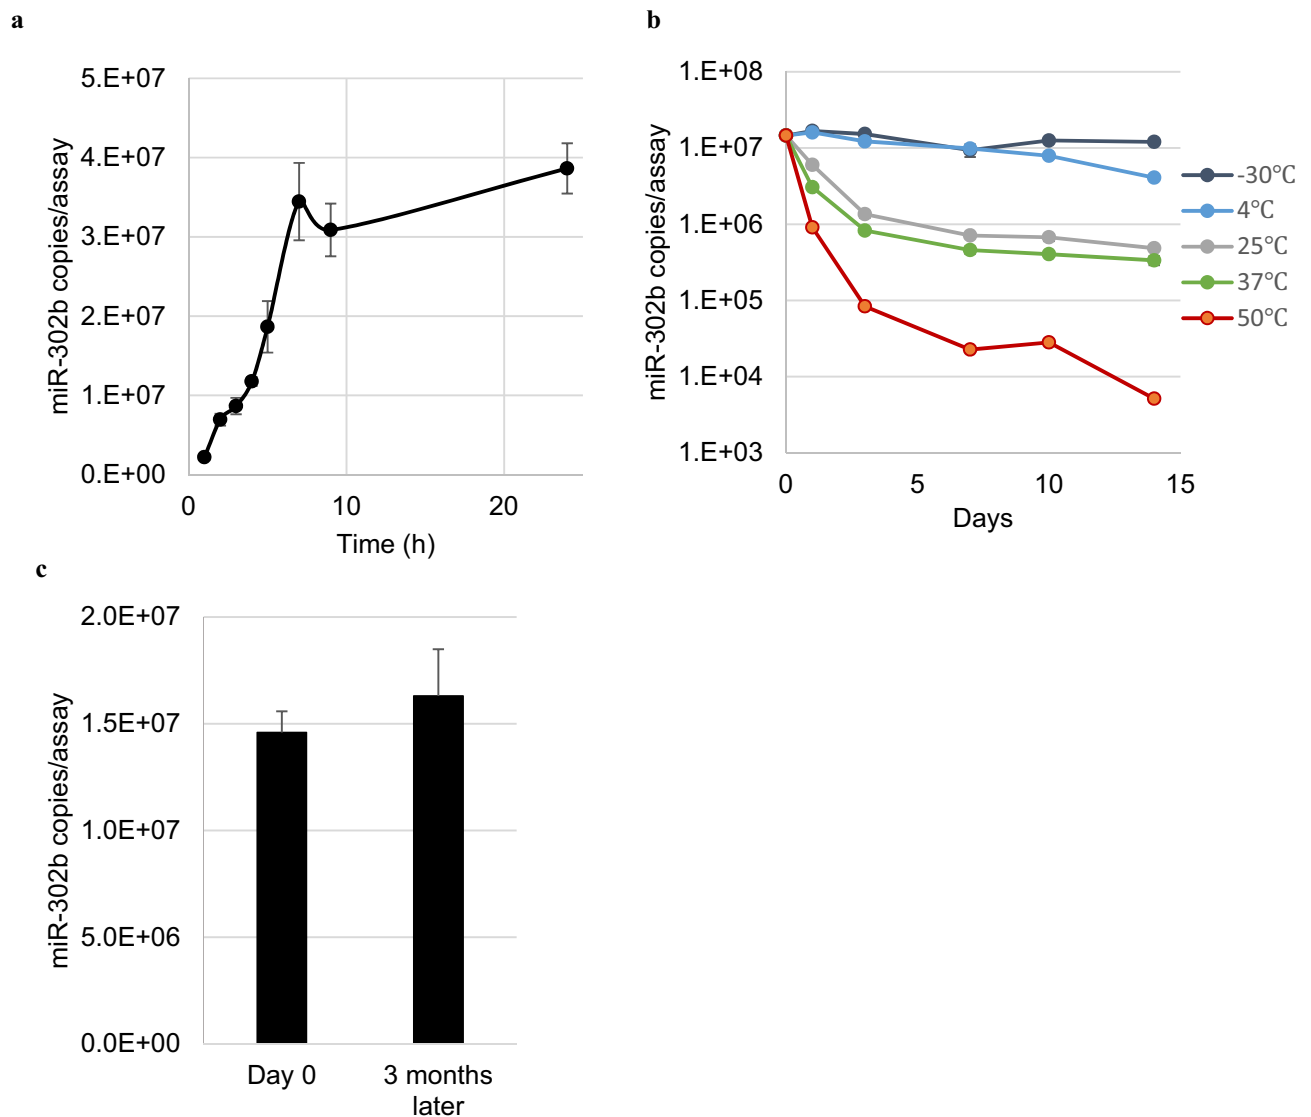 a
miR-302b copies/assay
5.E+07
4.E+07
3.E+07
2.E+07
1.E+07
0.E+00
0
10
20
Time (h)
b
miR-302b copies/assay
1.E+08
1.E+07
1.E+06
1.E+05
1.E+04
1.E+03
0
5
10
15
Days
-30℃
4℃
25℃
37℃
50℃
c
miR-302b copies/assay
2.0E+07
1.5E+07
1.0E+07
5.0E+06
0.0E+00
Day 0
3 months
later